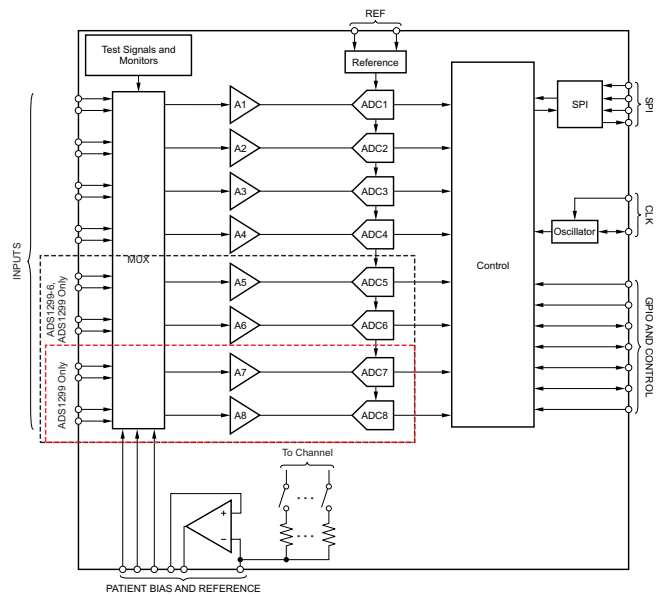 REF
Test Signals and
Monitors
Reference
A1
ADC1
SPI
SPI
A2
ADC2
A3
ADC3
CLK
A4
ADC4
Oscillator
INPUTS
MUX
Control
ADS1299-6,
ADS1299 Only
A5
ADC5
GPIO AND CONTROL
A6
ADC6
ADS1299 Only
A7
ADC7
A8
ADC8
To Channel
+
−
PATIENT BIAS AND REFERENCE